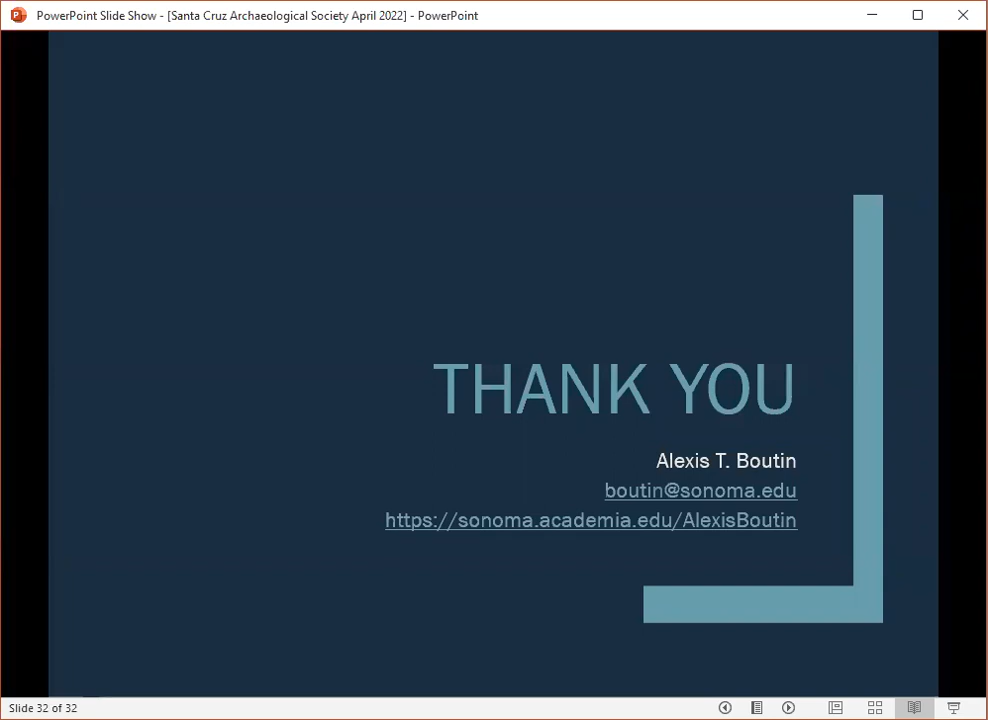 PowerPoint Slide Show - [Santa Cruz Archaeological Society April 2022] - PowerPoint
THANK YOU
Alexis T. Boutin
boutin@sonoma.edu
https://sonoma.academia.edu/AlexisBoutin
Slide 32 of 32